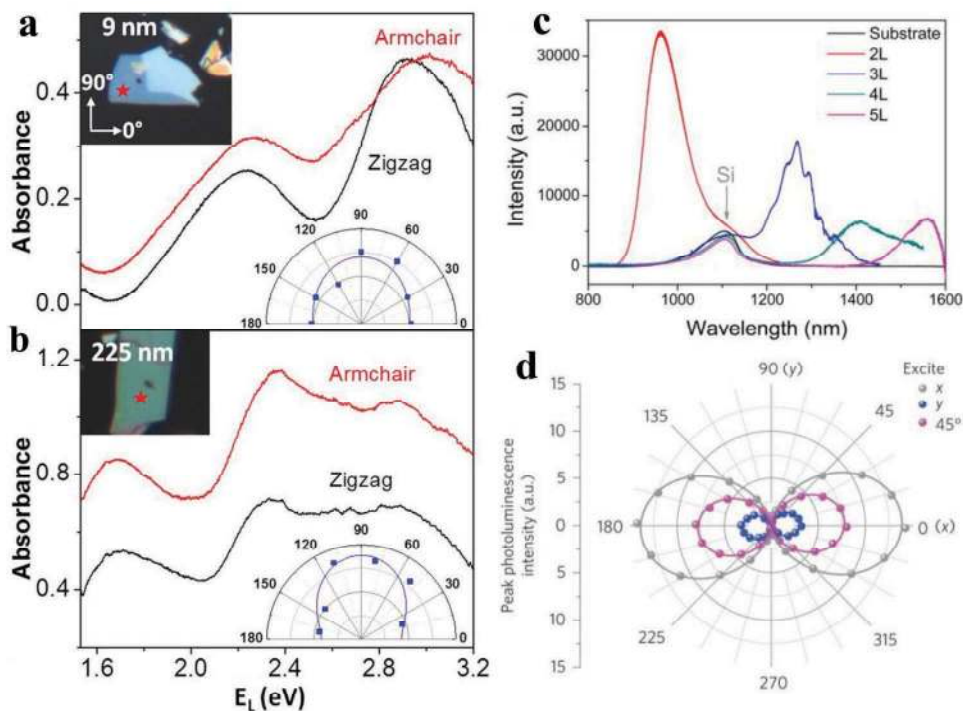 a
9 nm
90°
0°
Armchair
Zigzag
Absorbance
0.4
0.2
0.0
90
120
60
150
30
180
0
b
225 nm
Armchair
Zigzag
Absorbance
1.2
0.8
0.4
90
120
60
150
30
180
0
1.6
2.0
2.4
2.8
3.2
E_L (eV)
c
Intensity (a.u.)
30000
20000
10000
0
Substrate
2L
3L
4L
5L
Si
800
1000
1200
1400
1600
Wavelength (nm)
d
Peak photoluminescence
intensity (a.u.)
15
10
5
0
5
10
15
90 (y)
135
45
180
0 (x)
225
315
270
Excite
x
y
45°